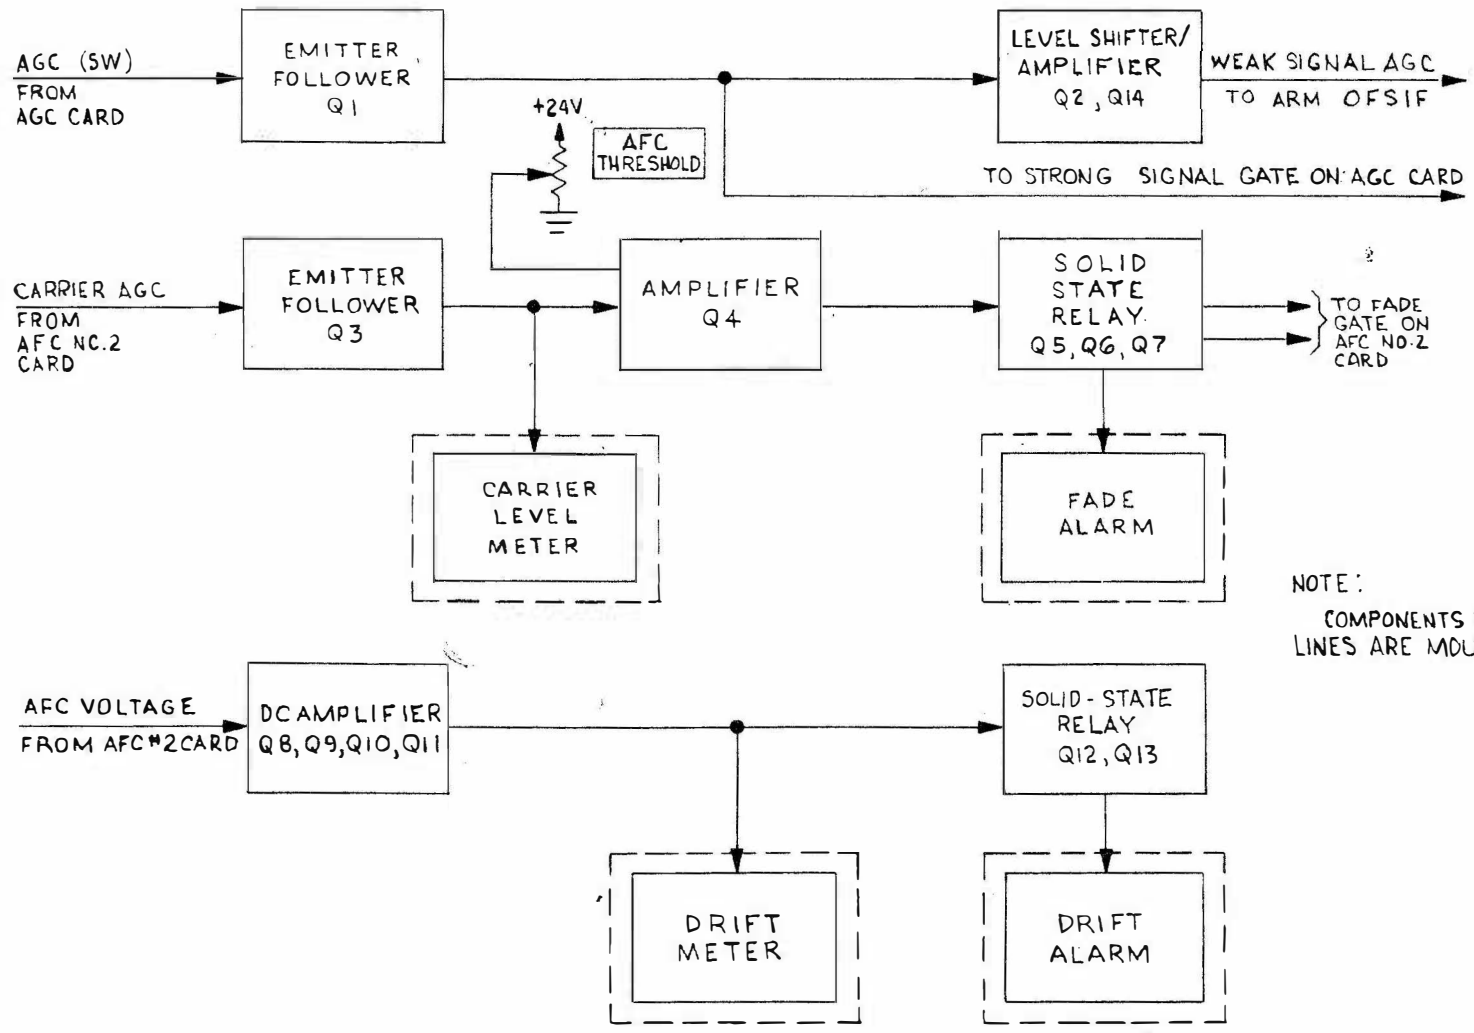 AGC (SW)
FROM
AGC CARD
EMITTER
FOLLOWER
Q1
LEVEL SHIFTER/
AMPLIFIER
Q2, Q14
WEAK SIGNAL AGC
TO ARM OFSIF
+24V
AFC
THRESHOLD
TO STRONG SIGNAL GATE ON AGC CARD
CARRIER AGC
FROM
AFC NO.2
CARD
EMITTER
FOLLOWER
Q3
AMPLIFIER
Q4
SOLID
STATE
RELAY
Q5, Q6, Q7
TO FADE
GATE ON
AFC NO.2
CARD
CARRIER
LEVEL
METER
FADE
ALARM
NOTE:
COMPONENTS
LINES ARE
AFC VOLTAGE
FROM AFC #2 CARD
DC AMPLIFIER
Q8, Q9, Q10, Q11
SOLID-STATE
RELAY
Q12, Q13
DRIFT
METER
DRIFT
ALARM